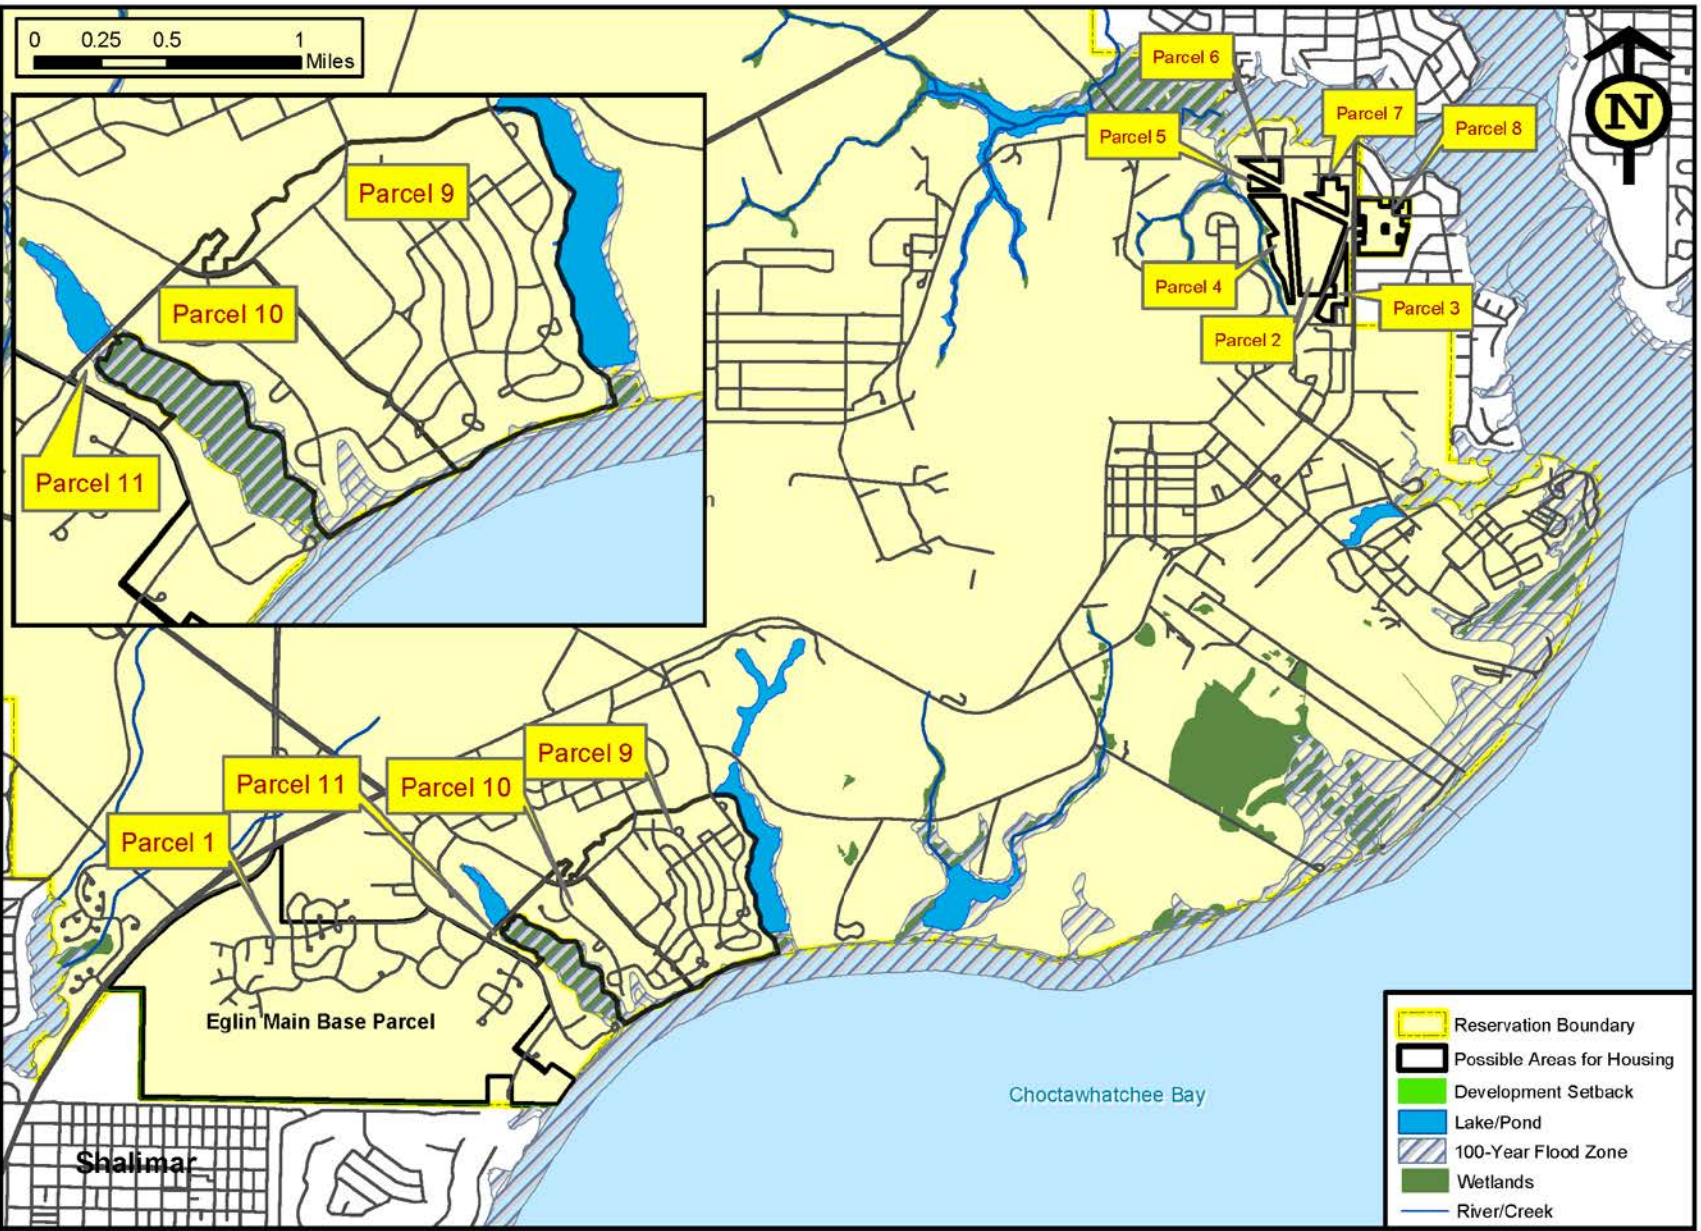 0 0.25 0.5 1
Miles
Parcel 6
N
Parcel 7
Parcel 8
Parcel 5
Parcel 9
Parcel 4
Parcel 10
Parcel 3
Parcel 2
Parcel 11
Parcel 9
Parcel 11
Parcel 10
Parcel 1
Eglin Main Base Parcel
Choctawhatchee Bay
Shalimar
Reservation Boundary
Possible Areas for Housing
Development Setback
Lake/Pond
100-Year Flood Zone
Wetlands
River/Creek